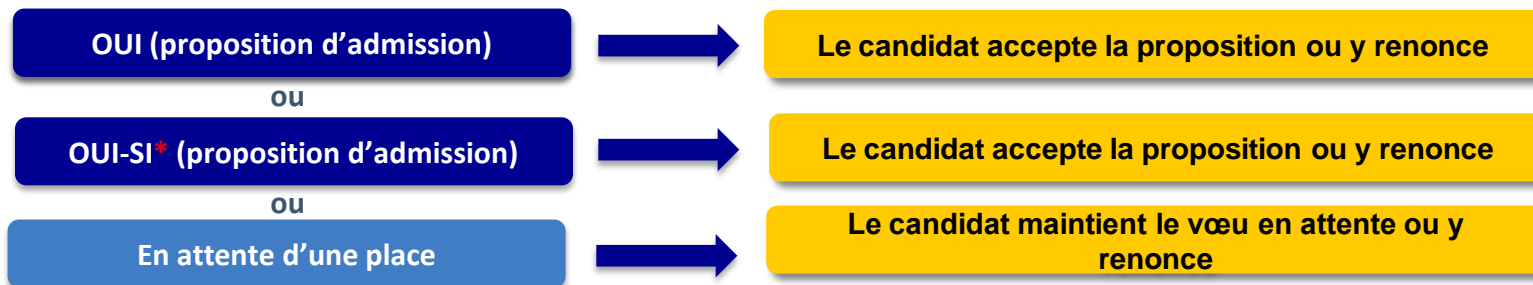 OUI (proposition d’admission)
Le candidat accepte la proposition ou y renonce
ou
OUI-SI* (proposition d’admission)
Le candidat accepte la proposition ou y renonce
ou
En attente d’une place
Le candidat maintient le vœu en attente ou y
renonce